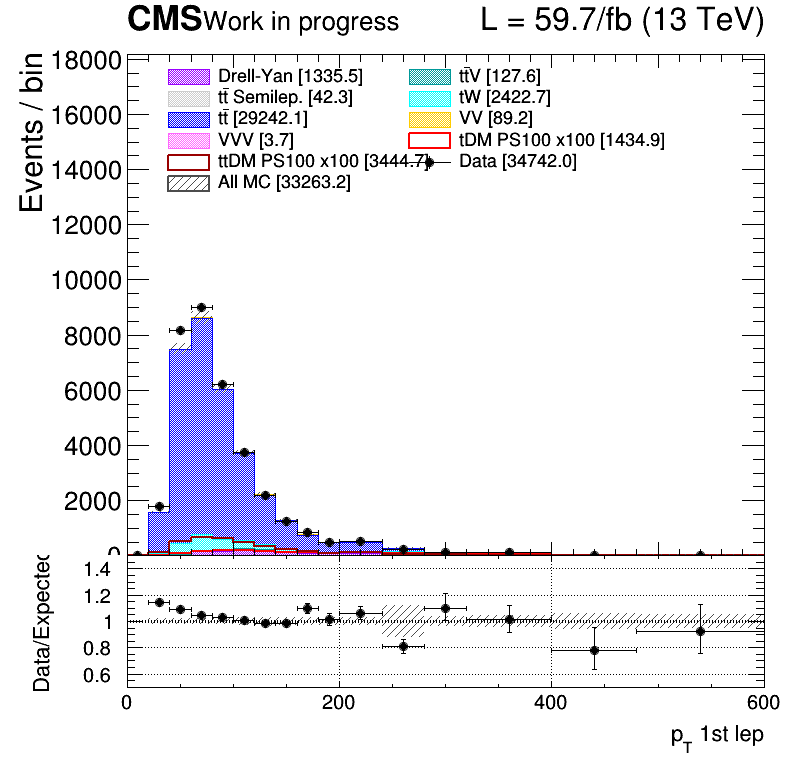 CMS Work in progress L = 59.7/fb (13 TeV)
Events / bin
18000
16000
14000
12000
10000
8000
6000
4000
2000
0
Drell-Yan [1335.5] tt̄V [127.6]
tt̄ Semilep. [42.3] tW [2422.7]
tt̄ [29242.1] VV [89.2]
VVV [3.7] tDM PS100 x100 [1434.9]
ttDM PS100 x100 [3444.7] Data [34742.0]
All MC [33263.2]
Data/Expected
1.4
1.2
1
0.8
0.6
0 200 400 600
p_T 1st lep